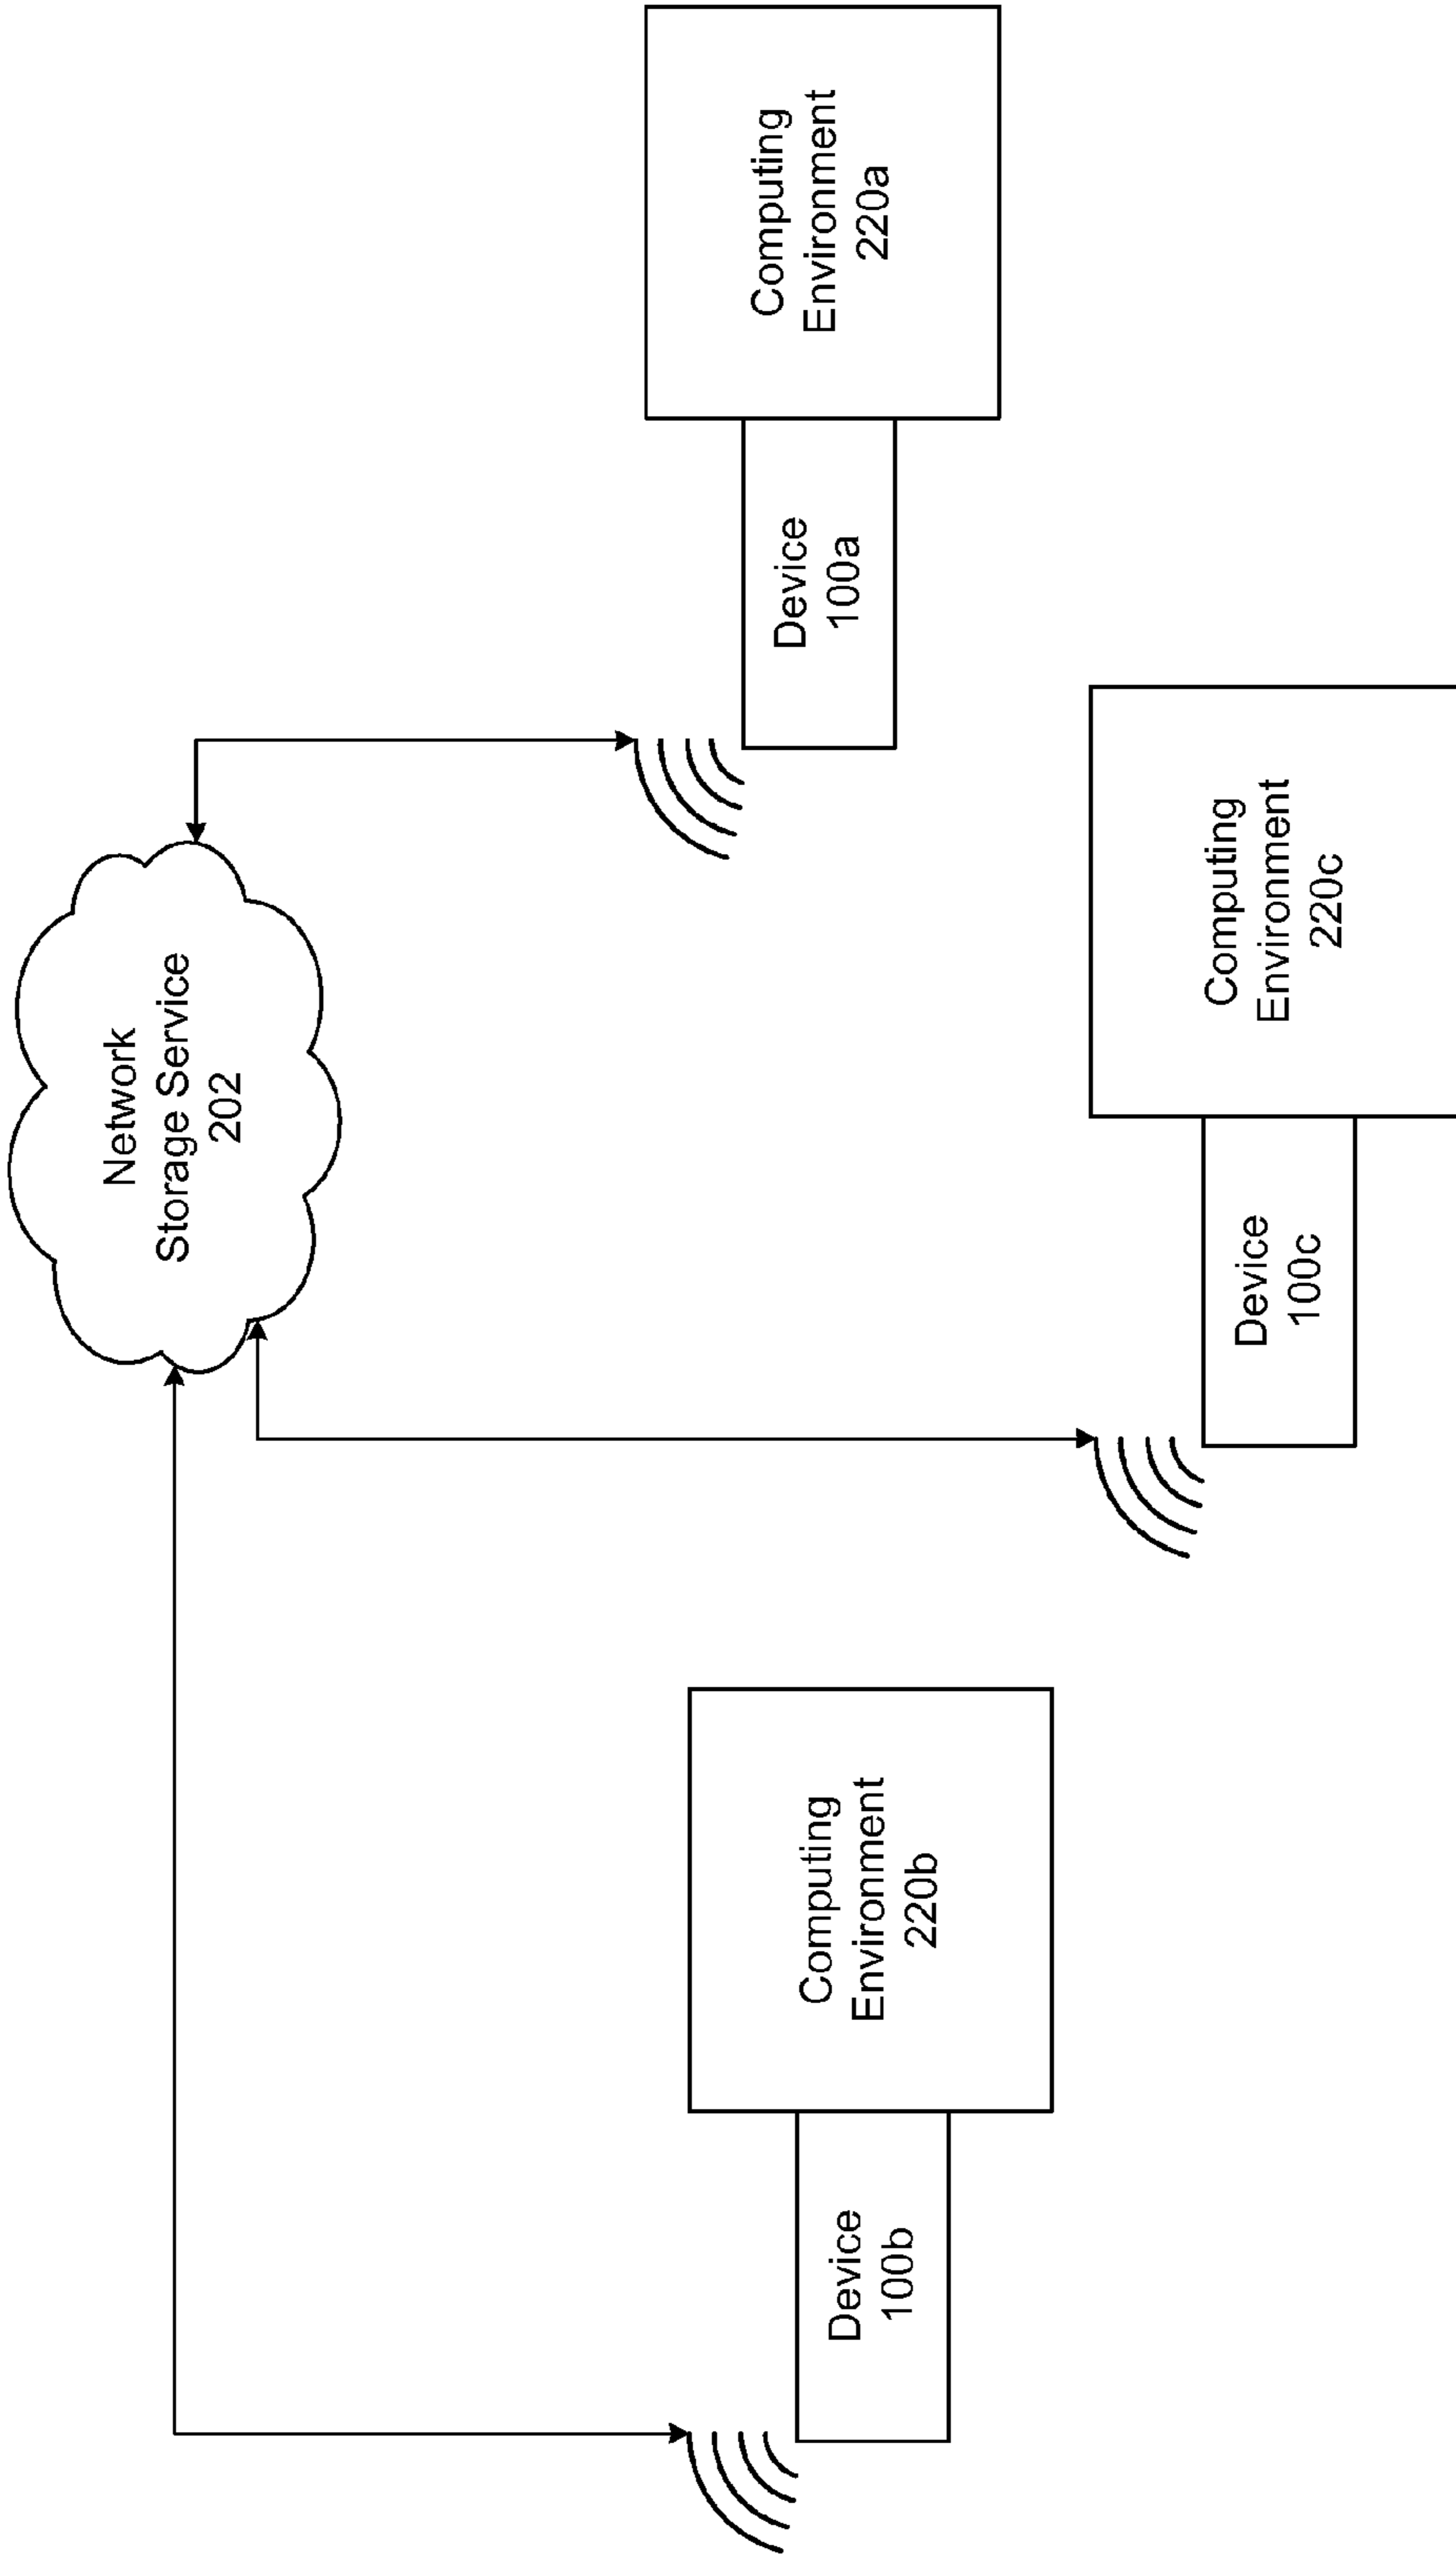 Network
Storage Service
202
Device
100b
Computing
Environment
220b
Device
100c
Computing
Environment
220c
Device
100a
Computing
Environment
220a